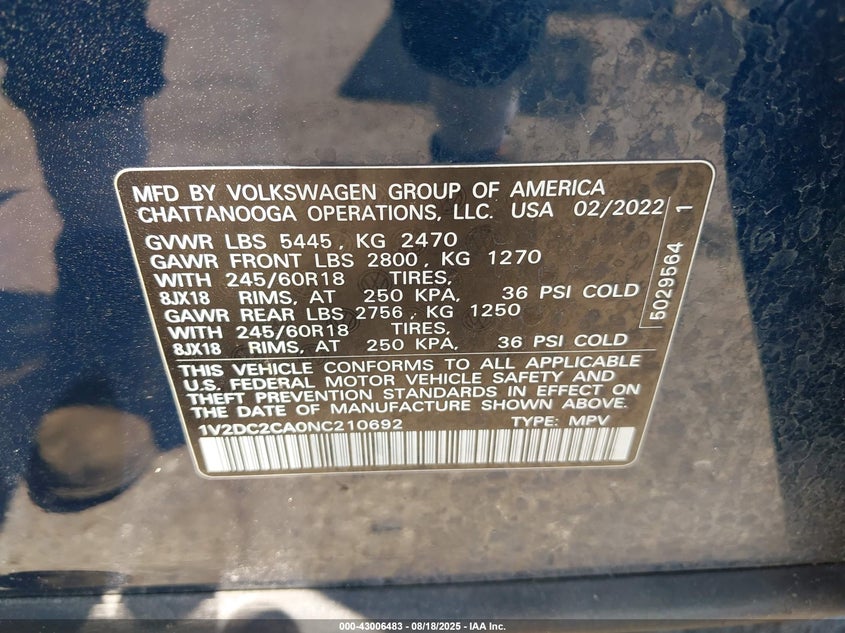 MFD BY VOLKSWAGEN GROUP OF AMERICA
CHATTANOOGA OPERATIONS, LLC. USA 02/2022
GVWR LBS 5445, KG 2470
GAWR FRONT LBS 2800, KG 1270
WITH 245/60R18 TIRES,
8JX18 RIMS, AT 250 KPA, 36 PSI COLD
GAWR REAR LBS 2756, KG 1250
WITH 245/60R18 TIRES,
8JX18 RIMS, AT 250 KPA, 36 PSI COLD
THIS VEHICLE CONFORMS TO ALL APPLICABLE
U.S. FEDERAL MOTOR VEHICLE SAFETY AND
THEFT PREVENTION STANDARDS IN EFFECT ON
THE DATE OF MANUFACTURE SHOWN ABOVE.
1V2DC2CA0NC210692 TYPE: MPV
5029564 1
000-43006483 - 08/18/2025 - IAA Inc.